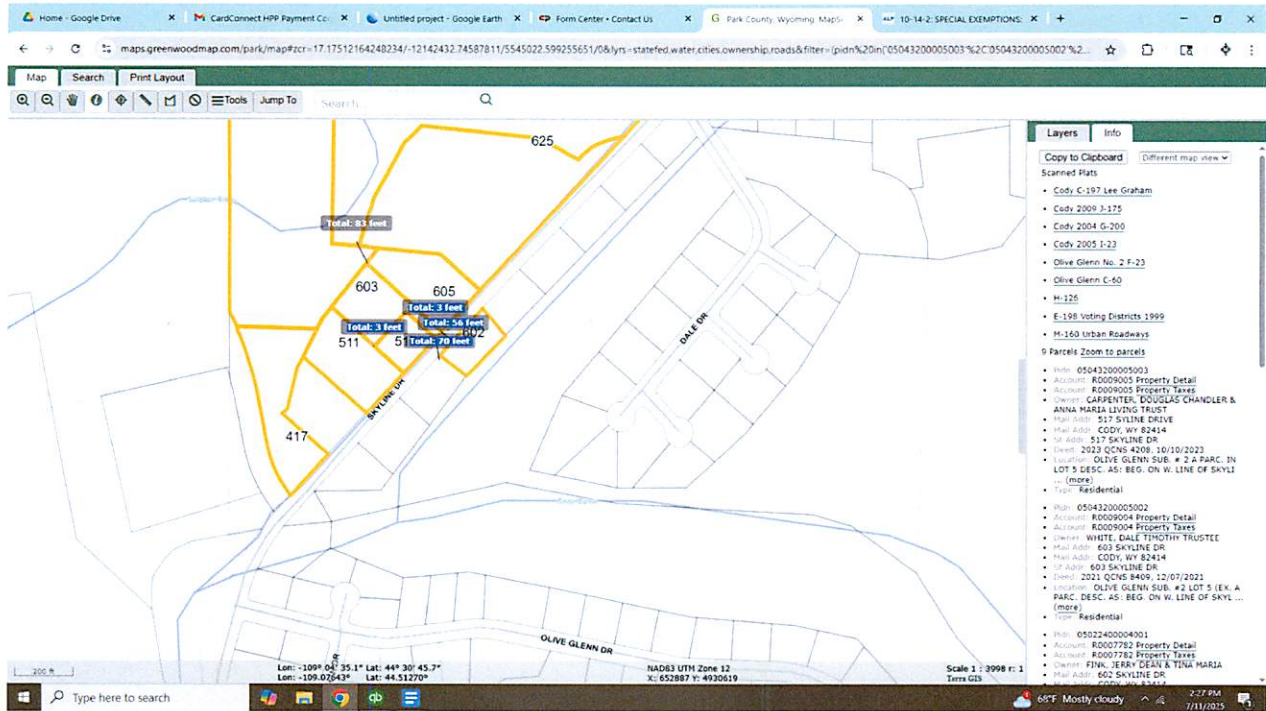 Home - Google Drive
CardConnect HPP Payment Co
Untitled project - Google Earth
Form Center • Contact Us
Park County, Wyoming MapS
10-14-2: SPECIAL EXEMPTIONS:
maps.greenwoodmap.com/park/map#zcr=17.17512164248234/-12142432.74587811/5545022.599255651/0&lyrs=statefed,water,cities,ownership,roads&filter=(pidn%20in('05043200005003'%2C'05043200005002'%2...
Map Search Print Layout
Tools Jump To Search...
Layers Info
Copy to Clipboard Different map view
Scanned Plats
• Cody C-197 Lee Graham
• Cody 2009 J-175
• Cody 2004 G-200
• Cody 2005 I-23
• Olive Glenn No. 2 F-23
• Olive Glenn C-60
• H-126
• E-198 Voting Districts 1999
• M-160 Urban Roadways
9 Parcels Zoom to parcels
• Pidn: 05043200005003
• Account: R0009005 Property Detail
• Account: R0009005 Property Taxes
• Owner: CARPENTER, DOUGLAS CHANDLER &
ANNA MARIA LIVING TRUST
• Mail Addr: 517 SYLINE DRIVE
• Mail Addr: CODY, WY 82414
• St Addr: 517 SKYLINE DR
• Deed: 2023 QCNS 4208, 10/10/2023
• Location: OLIVE GLENN SUB. # 2 A PARC. IN
LOT 5 DESC. AS: BEG. ON W. LINE OF SKYLI
... (more)
• Type: Residential
• Pidn: 05043200005002
• Account: R0009004 Property Detail
• Account: R0009004 Property Taxes
• Owner: WHITE, DALE TIMOTHY TRUSTEE
• Mail Addr: 603 SKYLINE DR
• Mail Addr: CODY, WY 82414
• St Addr: 603 SKYLINE DR
• Deed: 2021 QCNS 8409, 12/07/2021
• Location: OLIVE GLENN SUB. #2 LOT 5 (EX. A
PARC. DESC. AS: BEG. ON W. LINE OF SKYL ...
(more)
• Type: Residential
• Pidn: 05022400004001
• Account: R0007782 Property Detail
• Account: R0007782 Property Taxes
• Owner: FINK, JERRY DEAN & TINA MARIA
• Mail Addr: 602 SKYLINE DR
625
Total: 83 feet
603
605
Total: 3 feet
Total: 56 feet
Total: 3 feet
602
511
Total: 70 feet
SKYLINE DR
DALE DR
417
OLIVE GLENN DR
200 ft
Lon: -109° 04' 35.1" Lat: 44° 30' 45.7"
Lon: -109.07643° Lat: 44.51270°
NAD83 UTM Zone 12
X: 652887 Y: 4930619
Scale 1 : 3998 r: 1
Terra GIS
Type here to search
68°F Mostly cloudy
2:27 PM
7/11/2025